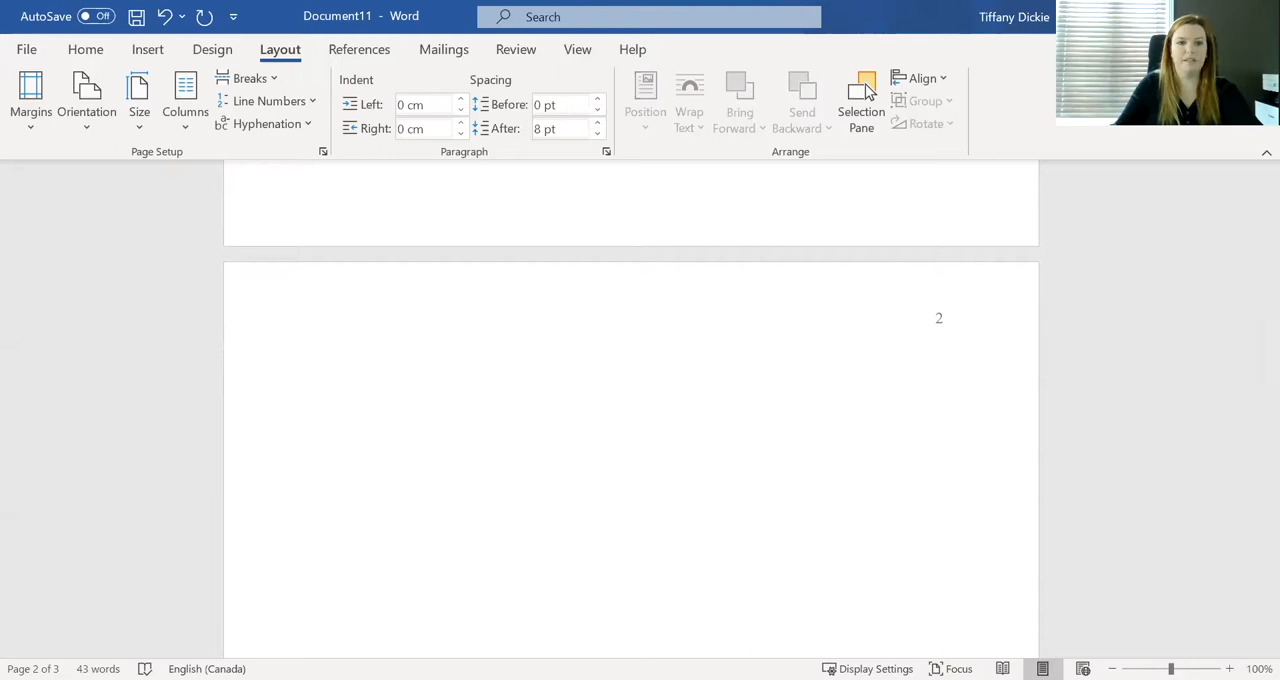 AutoSave Off Document11 - Word Search Tiffany Dickie
File Home Insert Design Layout References Mailings Review View Help
Margins Orientation Size Columns
Breaks
Line Numbers
Hyphenation
Page Setup
Indent Spacing
Left: 0 cm Before: 0 pt
Right: 0 cm After: 8 pt
Paragraph
Position Wrap Text Bring Forward Send Backward Selection Pane
Align
Group
Rotate
Arrange
2
Page 2 of 3 43 words English (Canada) Display Settings Focus 100%